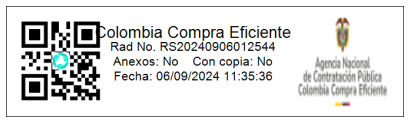 Colombia Compra Eficiente
Rad No. RS20240906012544
Anexos: No Con copia: No
Fecha: 06/09/2024 11:35:36
Agencia Nacional
de Contratación Pública
Colombia Compra Eficiente